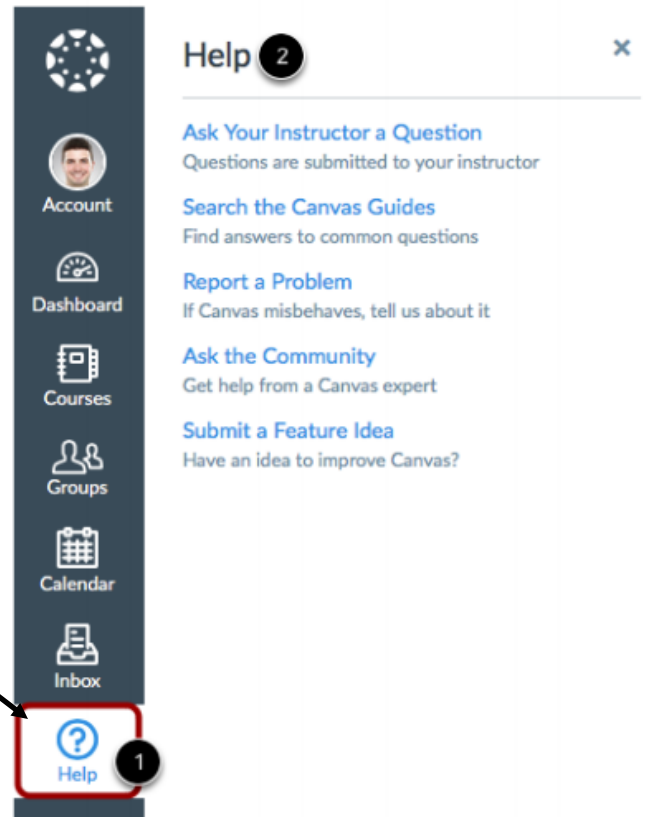 Help 2
×
Ask Your Instructor a Question
Questions are submitted to your instructor
Search the Canvas Guides
Find answers to common questions
Report a Problem
If Canvas misbehaves, tell us about it
Ask the Community
Get help from a Canvas expert
Submit a Feature Idea
Have an idea to improve Canvas?
Account
Dashboard
Courses
Groups
Calendar
Inbox
?
Help 1